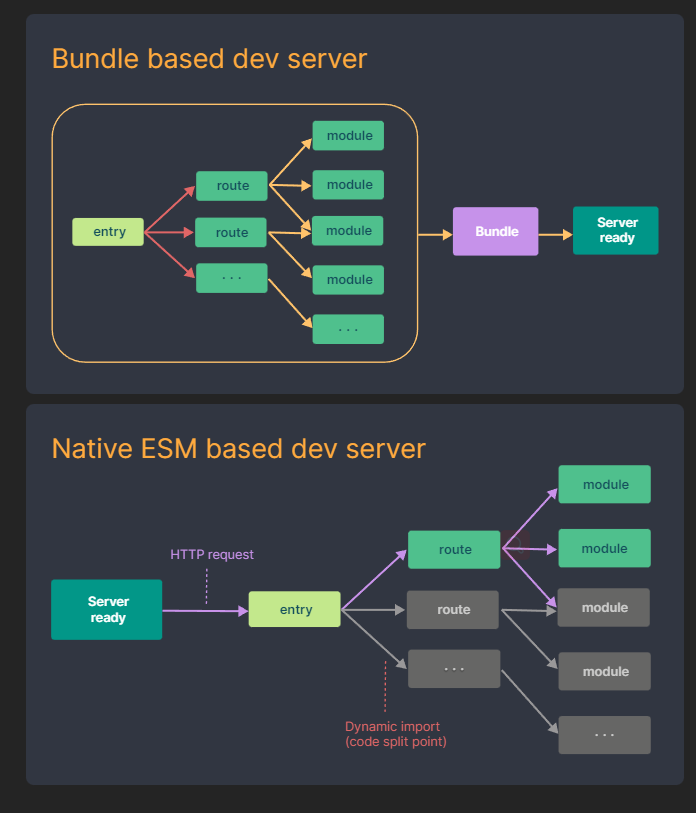 Bundle based dev server
entry
route
route
· · ·
module
module
module
module
· · ·
Bundle
Server
ready
Native ESM based dev server
Server
ready
HTTP request
entry
route
route
· · ·
Dynamic import
(code split point)
module
module
module
module
· · ·